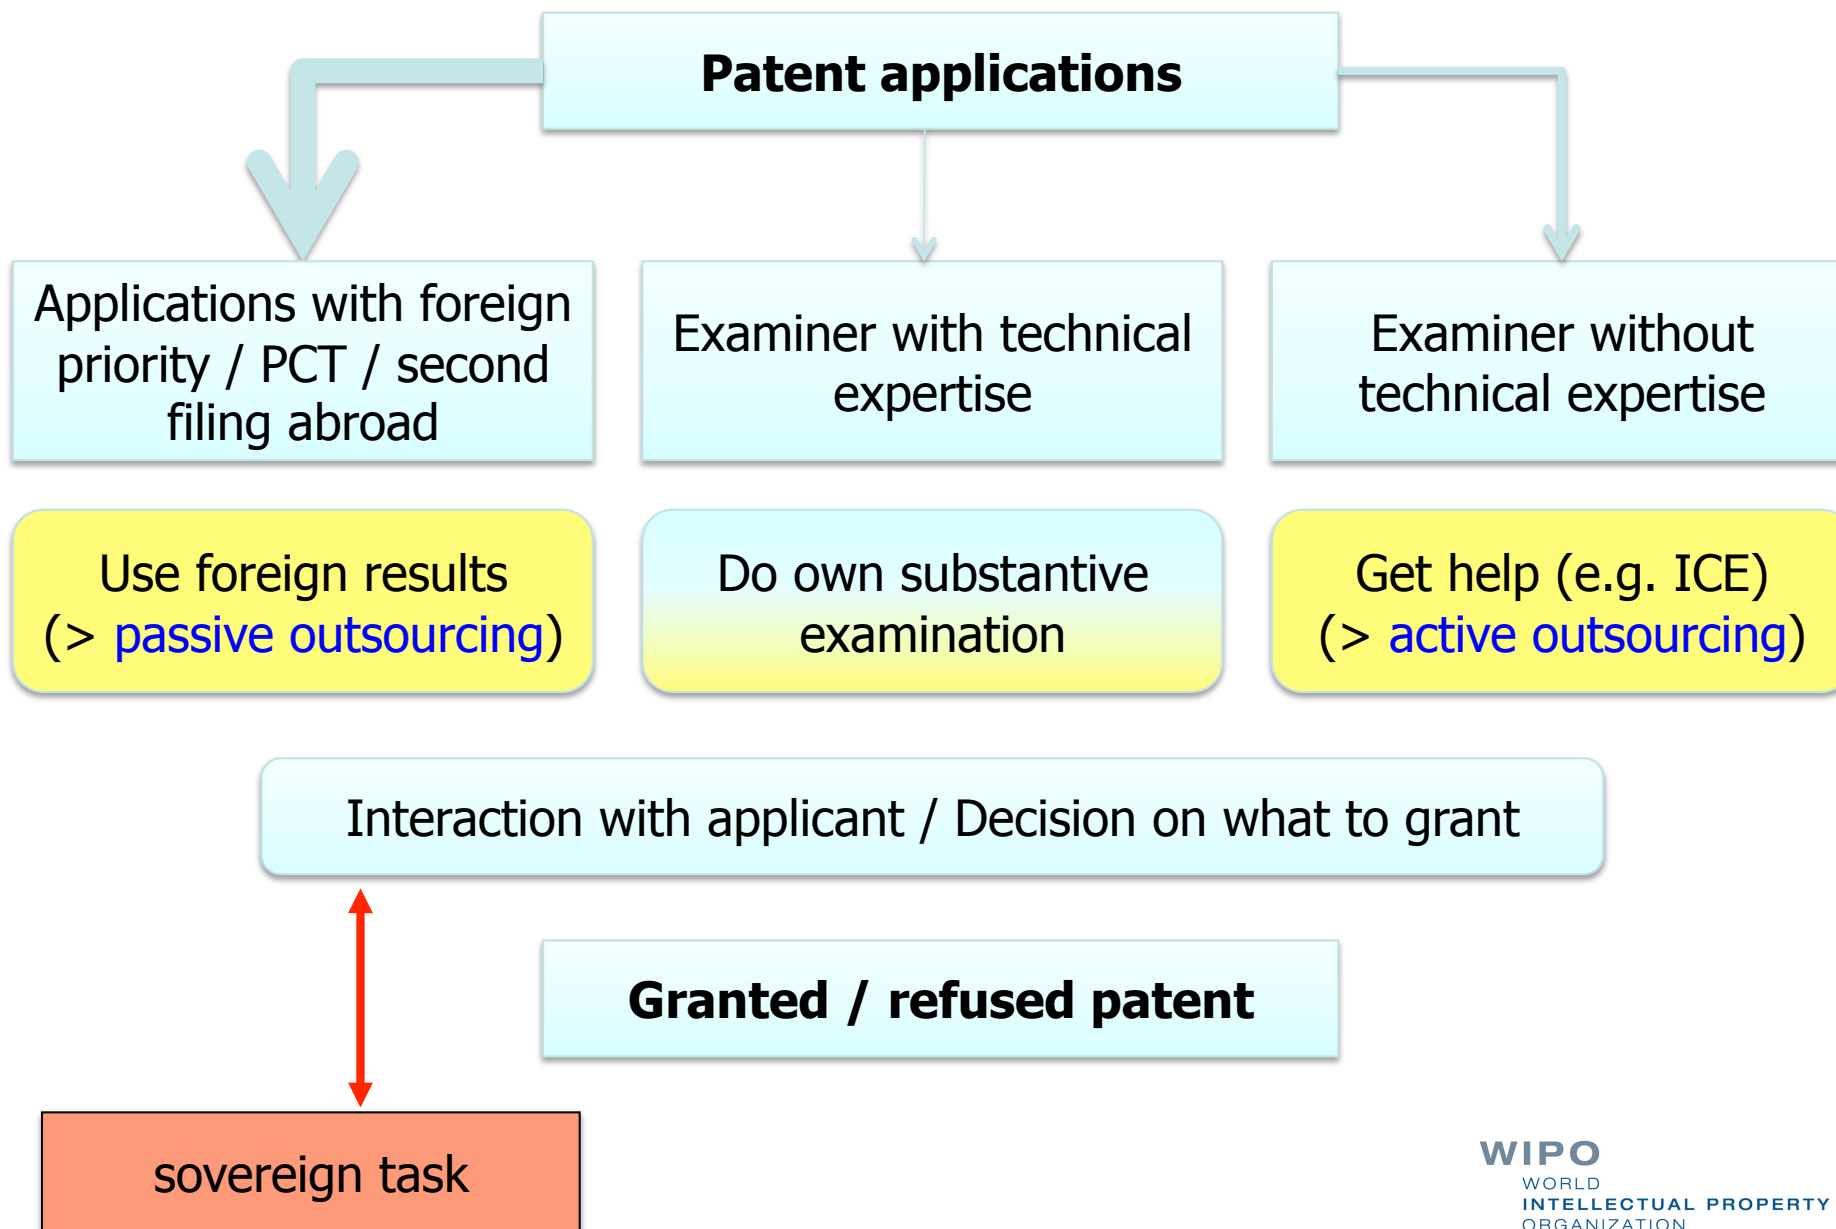 Patent applications
Applications with foreign
priority / PCT / second
filing abroad
Examiner with technical
expertise
Examiner without
technical expertise
Use foreign results
(> passive outsourcing)
Do own substantive
examination
Get help (e.g. ICE)
(> active outsourcing)
Interaction with applicant / Decision on what to grant
Granted / refused patent
sovereign task
WIPO
WORLD
INTELLECTUAL PROPERTY
ORGANIZATION